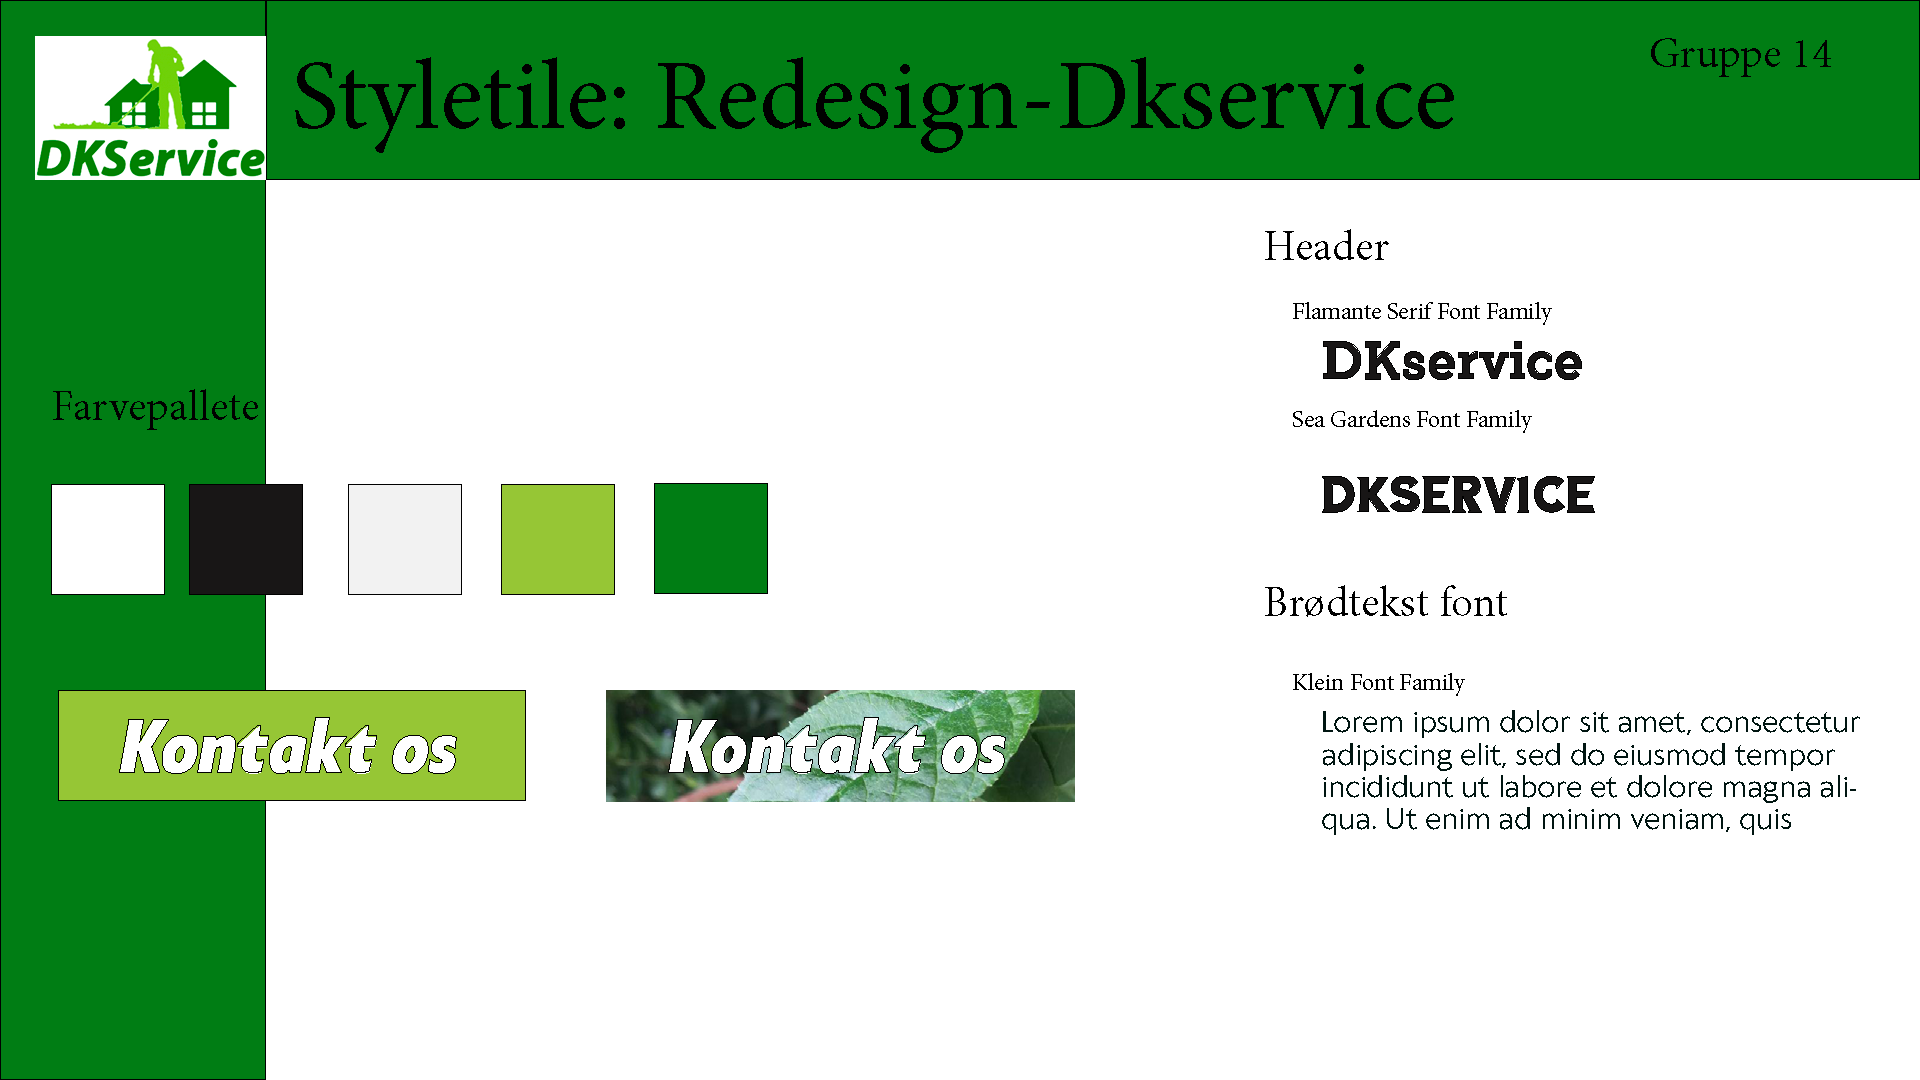 DKService
Styletile: Redesign-Dkservice
Gruppe 14
Farvepallete
Kontakt os
Kontakt os
Header
Flamante Serif Font Family
DKservice
Sea Gardens Font Family
DKSERVICE
Brødtekst font
Klein Font Family
Lorem ipsum dolor sit amet, consectetur
adipiscing elit, sed do eiusmod tempor
incididunt ut labore et dolore magna ali-
qua. Ut enim ad minim veniam, quis